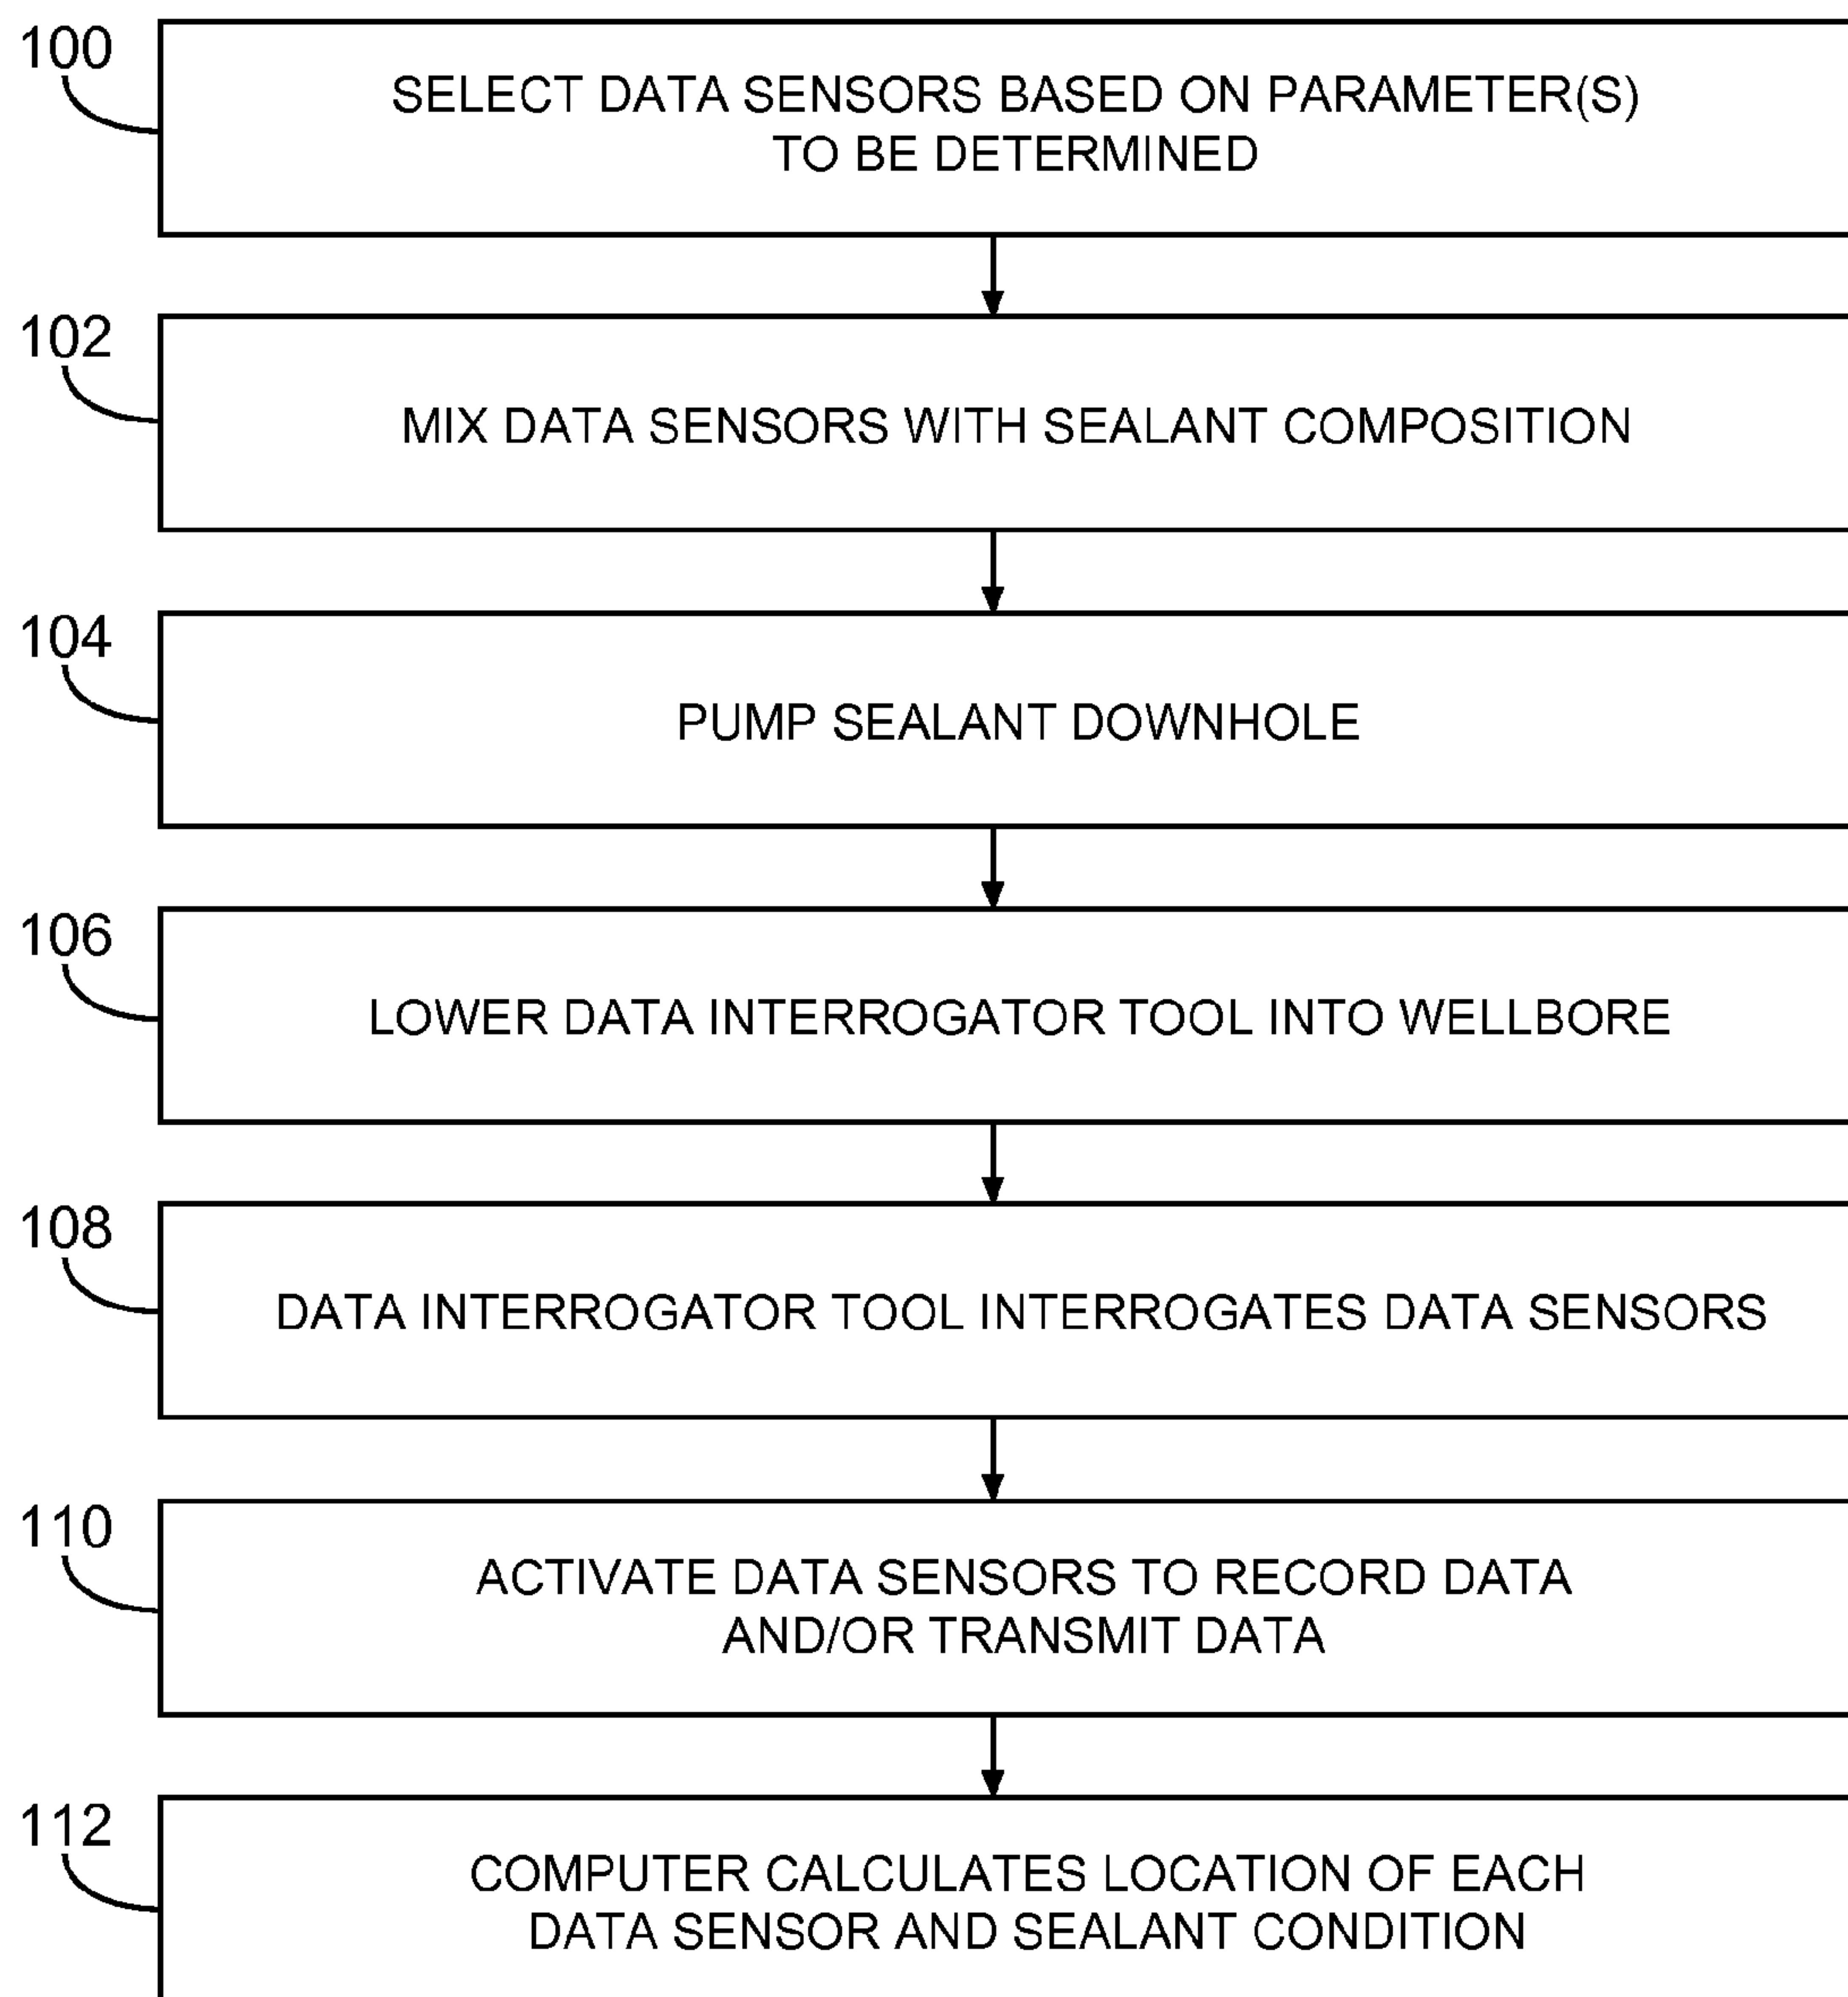 100
SELECT DATA SENSORS BASED ON PARAMETER(S)
TO BE DETERMINED
102
MIX DATA SENSORS WITH SEALANT COMPOSITION
104
PUMP SEALANT DOWNHOLE
106
LOWER DATA INTERROGATOR TOOL INTO WELLBORE
108
DATA INTERROGATOR TOOL INTERROGATES DATA SENSORS
110
ACTIVATE DATA SENSORS TO RECORD DATA
AND/OR TRANSMIT DATA
112
COMPUTER CALCULATES LOCATION OF EACH
DATA SENSOR AND SEALANT CONDITION